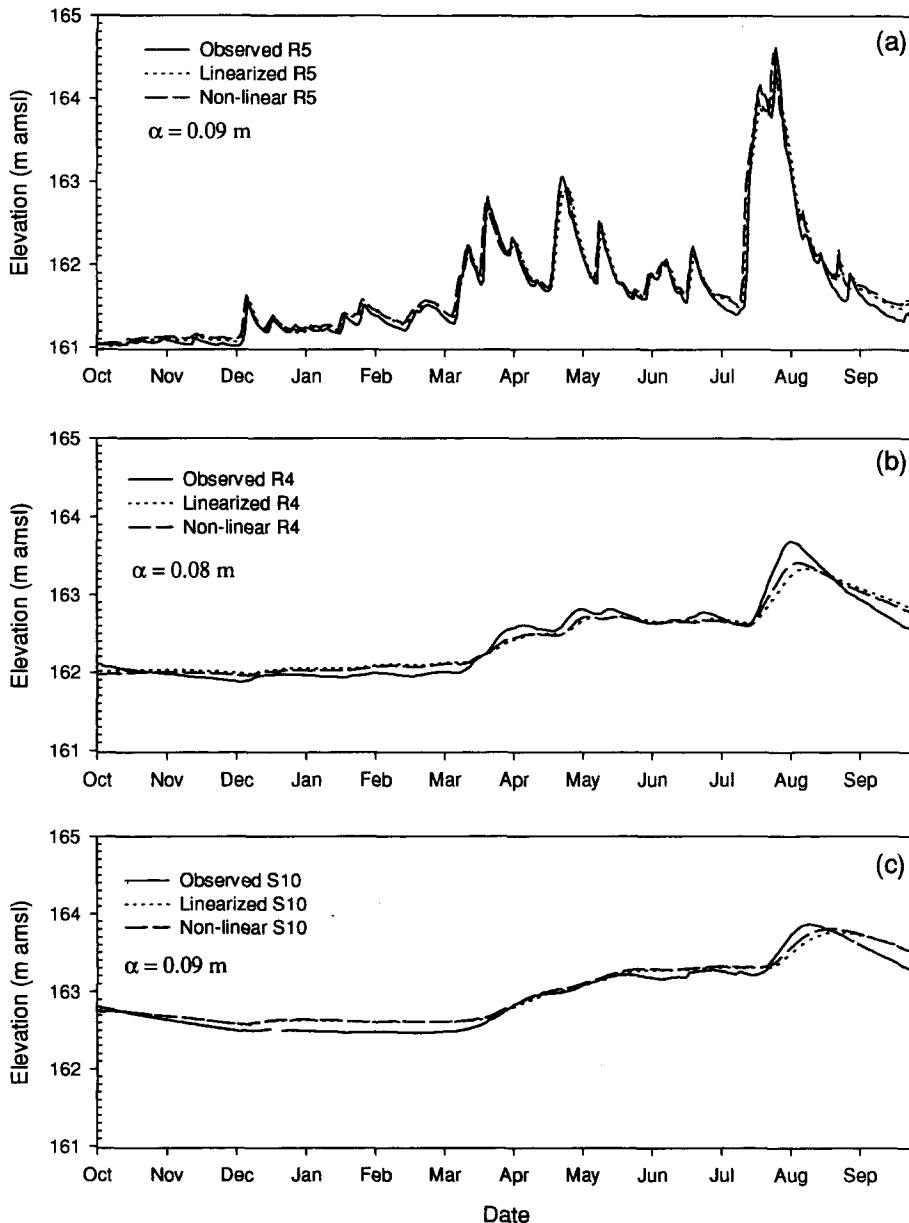 (a)
165
164
163
162
161
Elevation (m amsl)
Observed R5
Linearized R5
Non-linear R5
α = 0.09 m
Oct Nov Dec Jan Feb Mar Apr May Jun Jul Aug Sep
(b)
165
164
163
162
161
Elevation (m amsl)
Observed R4
Linearized R4
Non-linear R4
α = 0.08 m
Oct Nov Dec Jan Feb Mar Apr May Jun Jul Aug Sep
(c)
165
164
163
162
161
Elevation (m amsl)
Observed S10
Linearized S10
Non-linear S10
α = 0.09 m
Oct Nov Dec Jan Feb Mar Apr May Jun Jul Aug Sep
Date